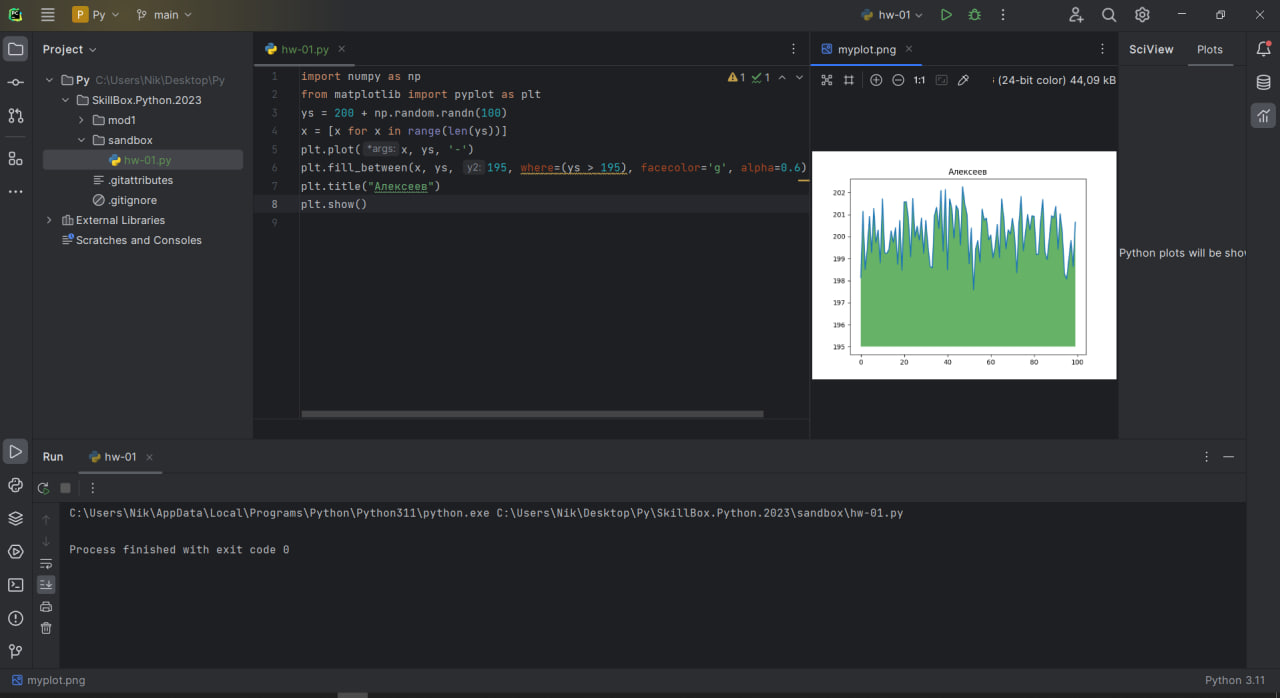 P Py main hw-01
Project
Py C:\Users\Nik\Desktop\Py
SkillBox.Python.2023
mod1
sandbox
hw-01.py
.gitattributes
.gitignore
External Libraries
Scratches and Consoles
hw-01.py
1 import numpy as np
2 from matplotlib import pyplot as plt
3 ys = 200 + np.random.randn(100)
4 x = [x for x in range(len(ys))]
5 plt.plot( *args: x, ys, '-')
6 plt.fill_between(x, ys, y2: 195, where=(ys > 195), facecolor='g', alpha=0.6)
7 plt.title("Алексеев")
8 plt.show()
9
1 1
myplot.png
1:1 (24-bit color) 44,09 kB
Алексеев
202
201
200
199
198
197
196
195
0 20 40 60 80 100
SciView Plots
Python plots will be
Run hw-01
C:\Users\Nik\AppData\Local\Programs\Python\Python311\python.exe C:\Users\Nik\Desktop\Py\SkillBox.Python.2023\sandbox\hw-01.py
Process finished with exit code 0
myplot.png
Python 3.11